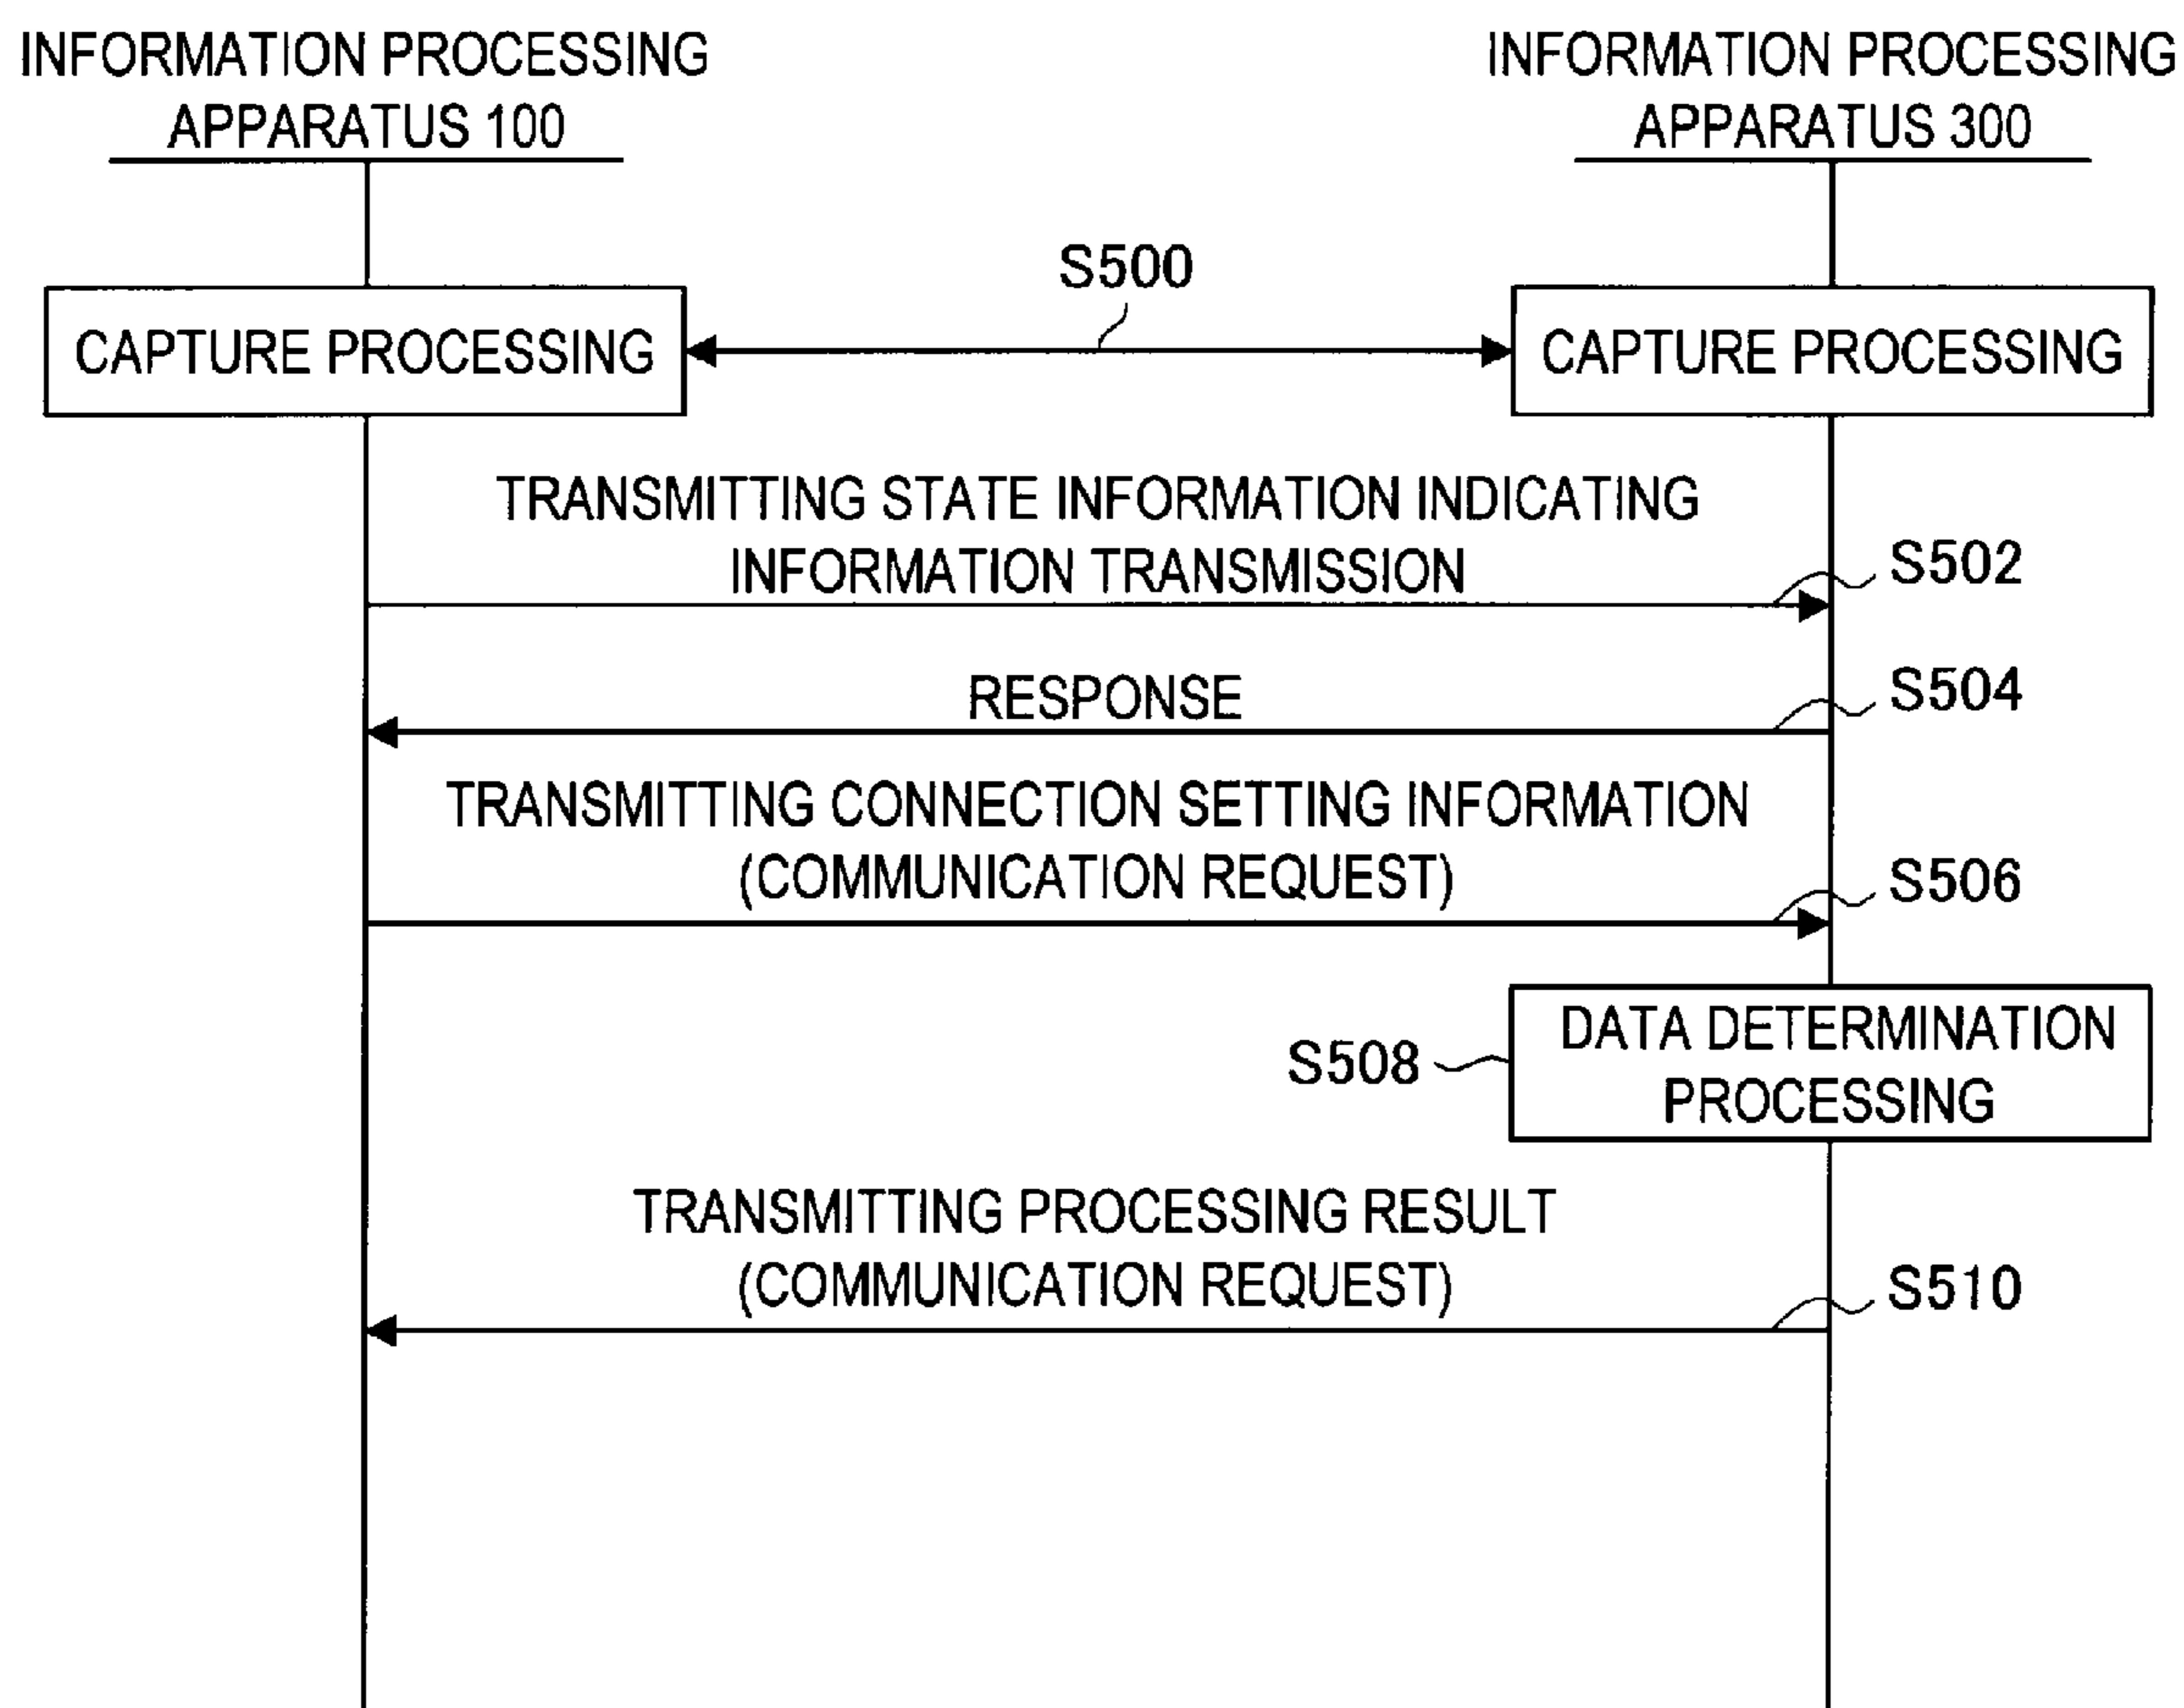 INFORMATION PROCESSING
APPARATUS 100
INFORMATION PROCESSING
APPARATUS 300
S500
CAPTURE PROCESSING
CAPTURE PROCESSING
TRANSMITTING STATE INFORMATION INDICATING
INFORMATION TRANSMISSION
S502
RESPONSE
S504
TRANSMITTING CONNECTION SETTING INFORMATION
(COMMUNICATION REQUEST)
S506
DATA DETERMINATION
PROCESSING
S508
TRANSMITTING PROCESSING RESULT
(COMMUNICATION REQUEST)
S510